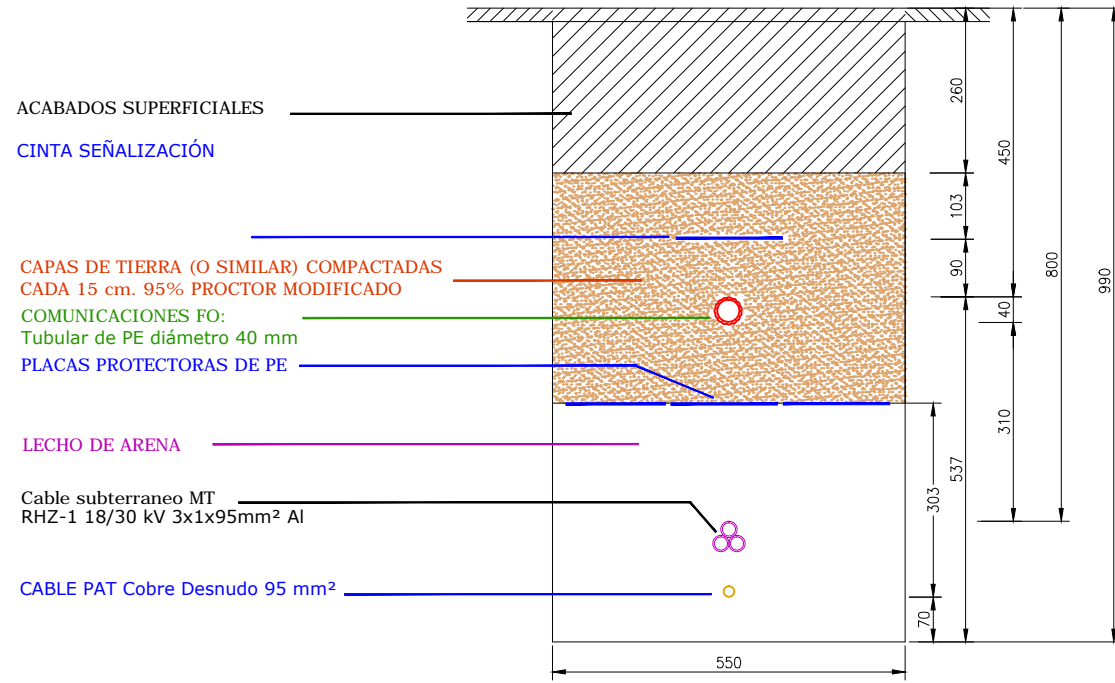 ACABADOS SUPERFICIALES
CINTA SEÑALIZACIÓN
CAPAS DE TIERRA (O SIMILAR) COMPACTADAS
CADA 15 cm. 95% PROCTOR MODIFICADO
COMUNICACIONES FO:
Tubular de PE diámetro 40 mm
PLACAS PROTECTORAS DE PE
LECHO DE ARENA
Cable subterraneo MT
RHZ-1 18/30 kV 3x1x95mm² Al
CABLE PAT Cobre Desnudo 95 mm²
260
103
90
537
303
70
450
40
310
800
990
550